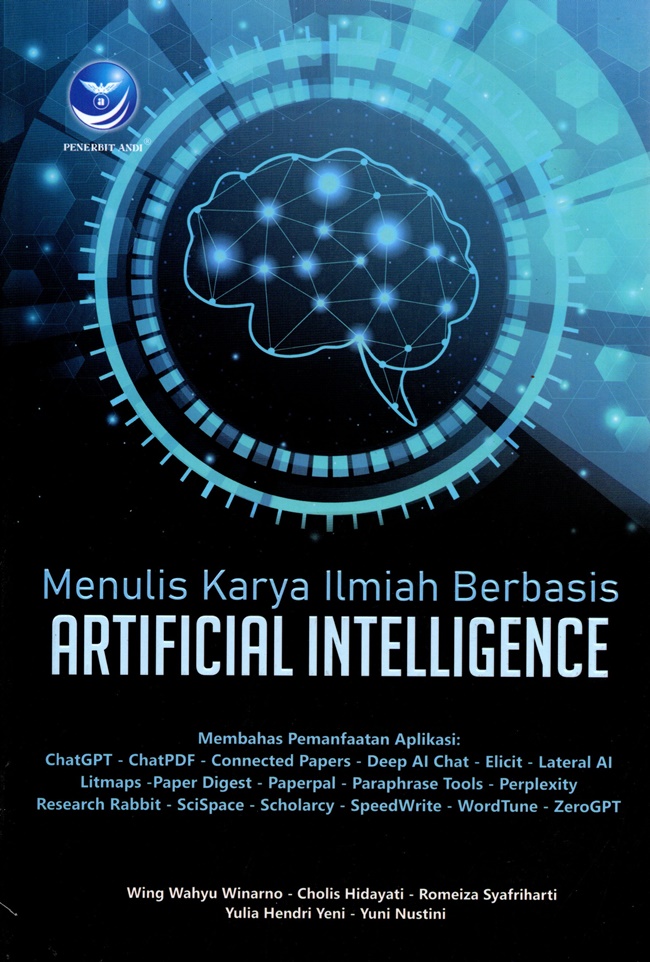 a
PENERBIT ANDI®
Menulis Karya Ilmiah Berbasis
ARTIFICIAL INTELLIGENCE
Membahas Pemanfaatan Aplikasi:
ChatGPT - ChatPDF - Connected Papers - Deep AI Chat - Elicit - Lateral AI
Litmaps -Paper Digest - Paperpal - Paraphrase Tools - Perplexity
Research Rabbit - SciSpace - Scholarcy - SpeedWrite - WordTune - ZeroGPT
Wing Wahyu Winarno - Cholis Hidayati - Romeiza Syafriharti
Yulia Hendri Yeni - Yuni Nustini